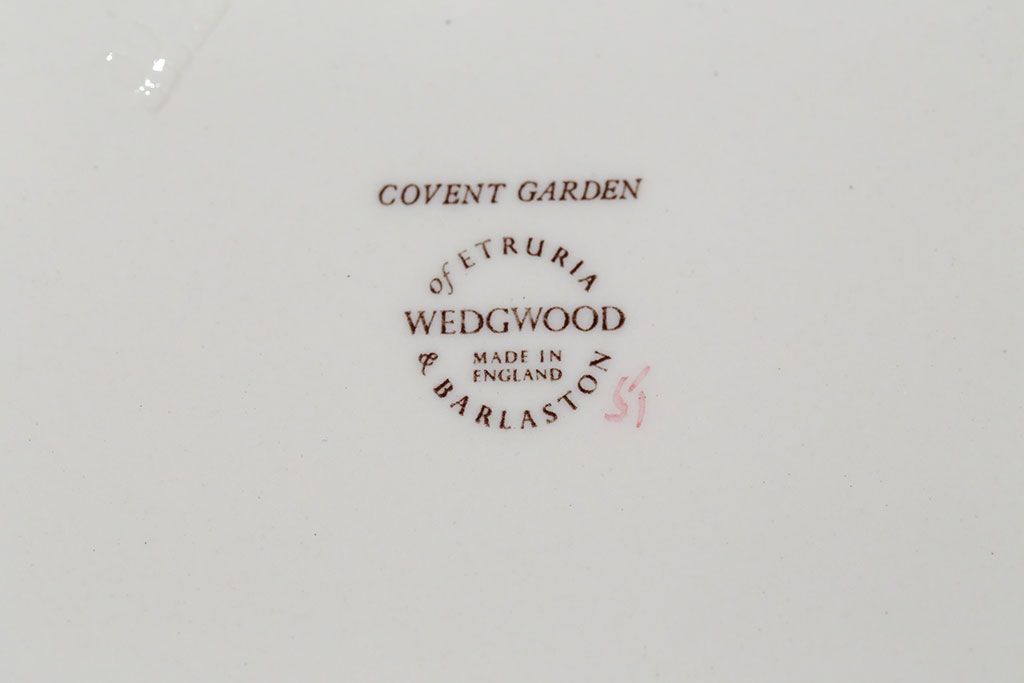 COVENT GARDEN
of ETRURIA
WEDGWOOD
MADE IN
ENGLAND
& BARLASTON